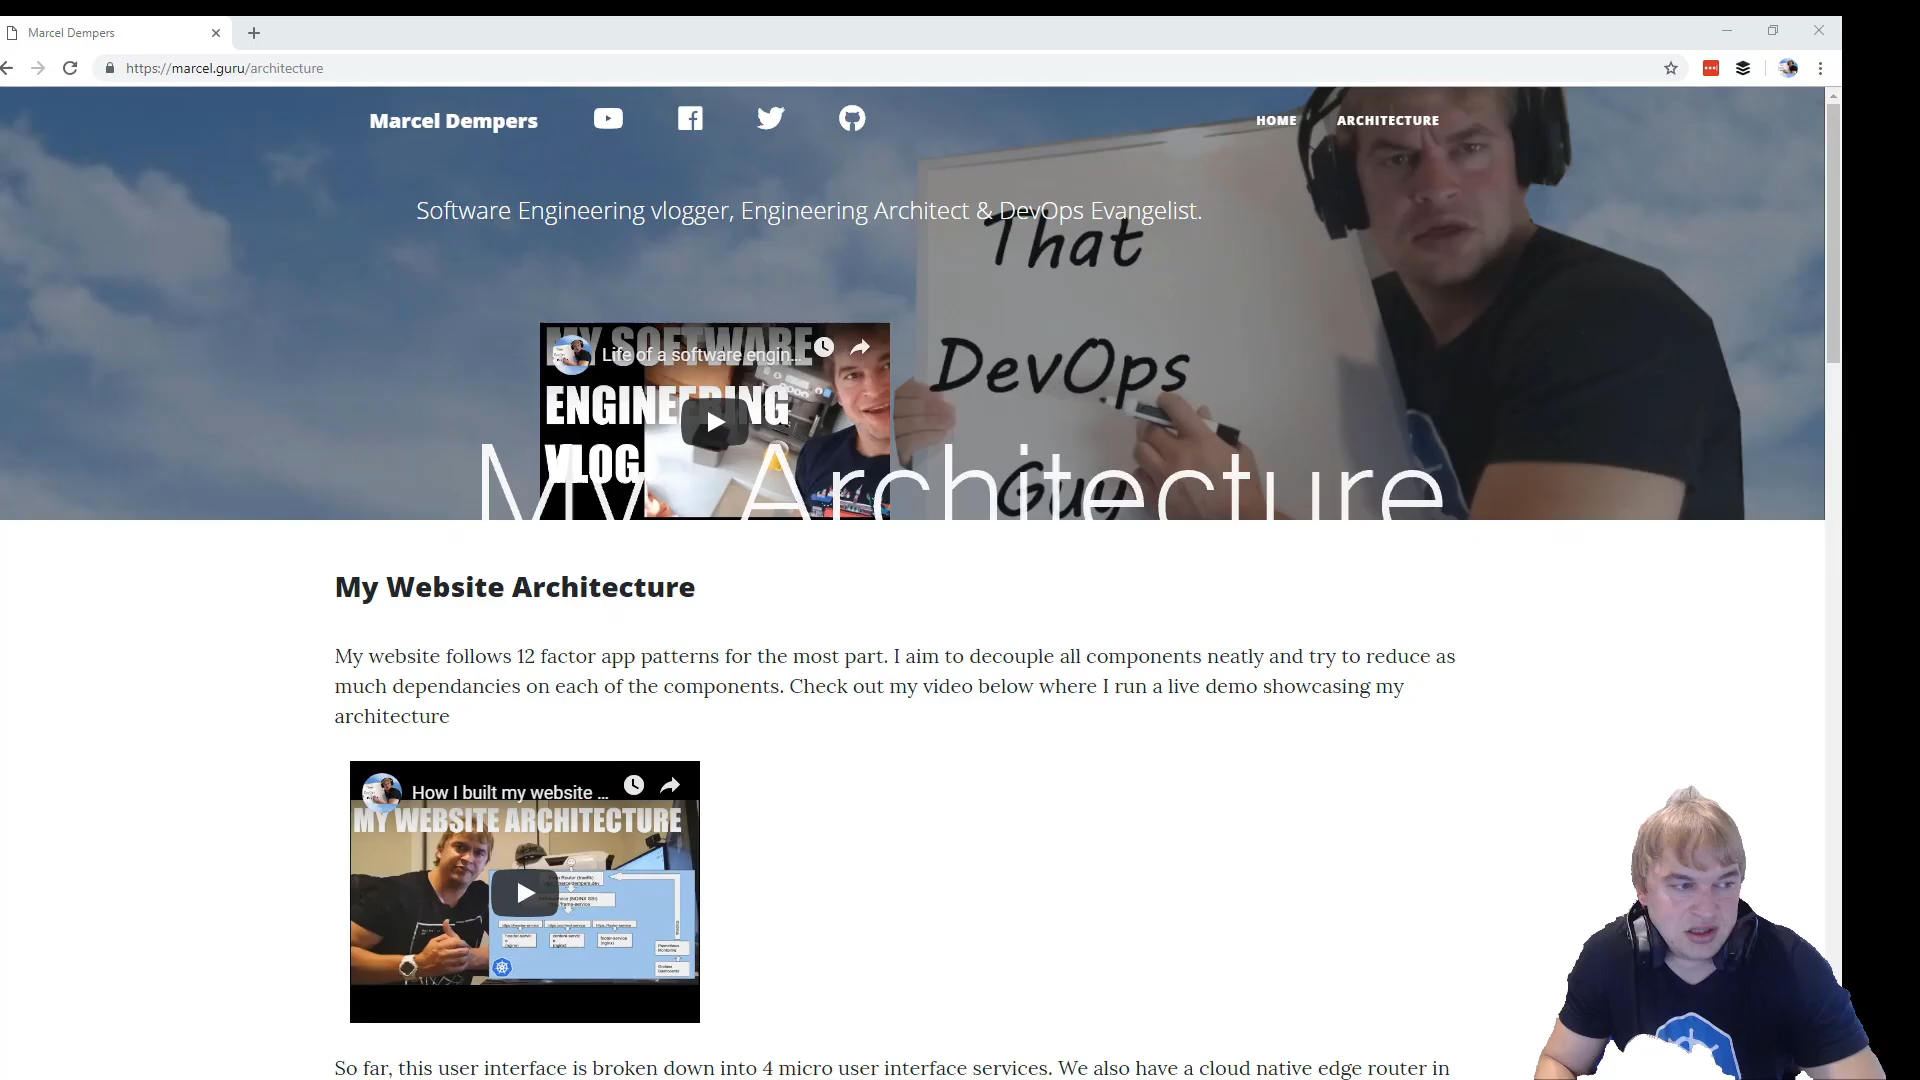 Marcel Dempers
https://marcel.guru/architecture
Marcel Dempers
HOME
ARCHITECTURE
Software Engineering vlogger, Engineering Architect & DevOps Evangelist.
That
DevOps
Guy
MY SOFTWARE
Life of a software engin...
ENGINEERING
VLOG
My Architecture
My Website Architecture
My website follows 12 factor app patterns for the most part. I aim to decouple all components neatly and try to reduce as
much dependancies on each of the components. Check out my video below where I run a live demo showcasing my
architecture
How I built my website ...
MY WEBSITE ARCHITECTURE
So far, this user interface is broken down into 4 micro user interface services. We also have a cloud native edge router in